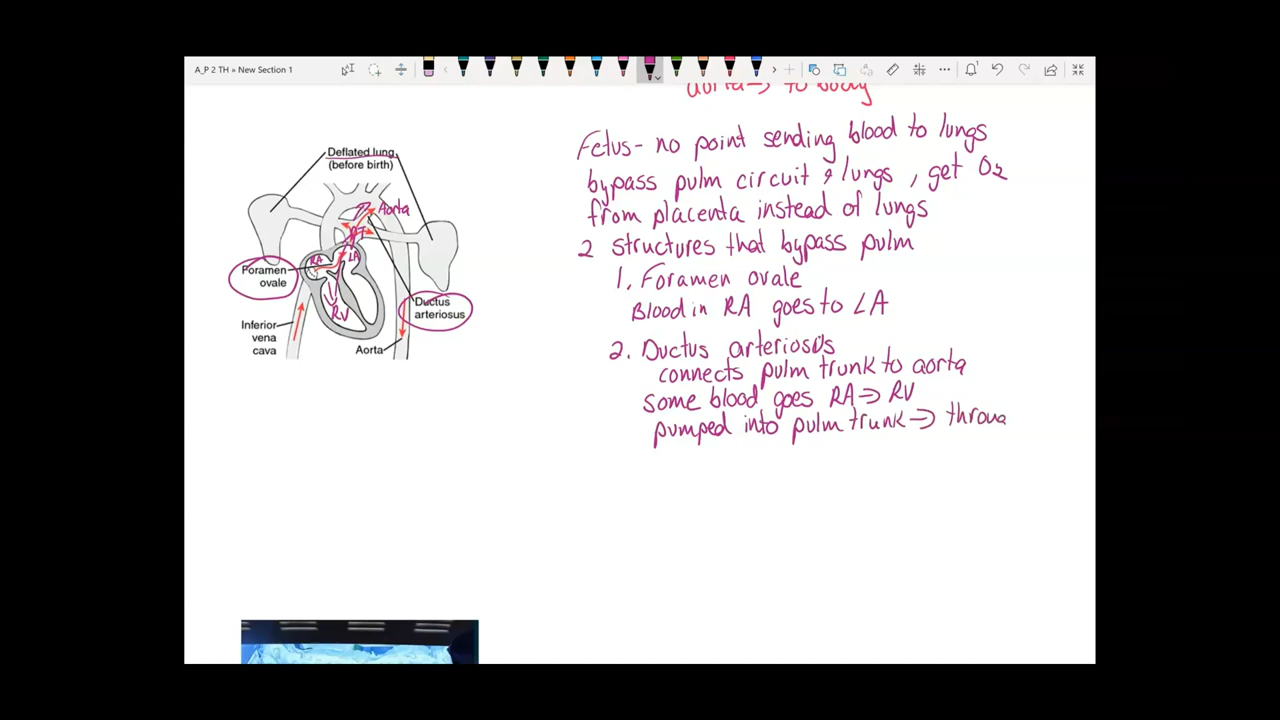 A_P 2 TH » New Section 1
aorta → to body
Deflated lung
(before birth)
Aorta
PT
RA
LA
RV
Foramen
ovale
Ductus
arteriosus
Inferior
vena
cava
Aorta
Fetus- no point sending blood to lungs
bypass pulm circuit & lungs, get O2
from placenta instead of lungs
2 structures that bypass pulm
1. Foramen ovale
Blood in RA goes to LA
2. Ductus arteriosus
connects pulm trunk to aorta
some blood goes RA → RV
pumped into pulm trunk →